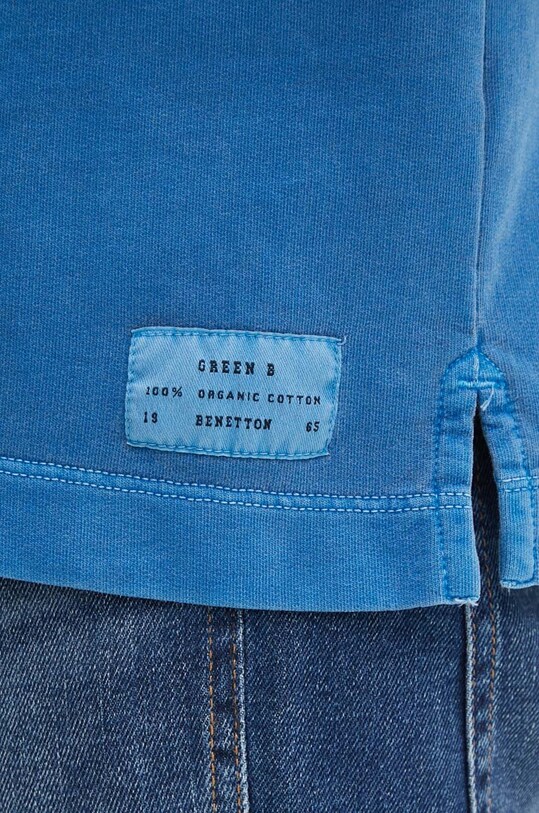 GREEN B
100% ORGANIC COTTON
19 BENETTON 65